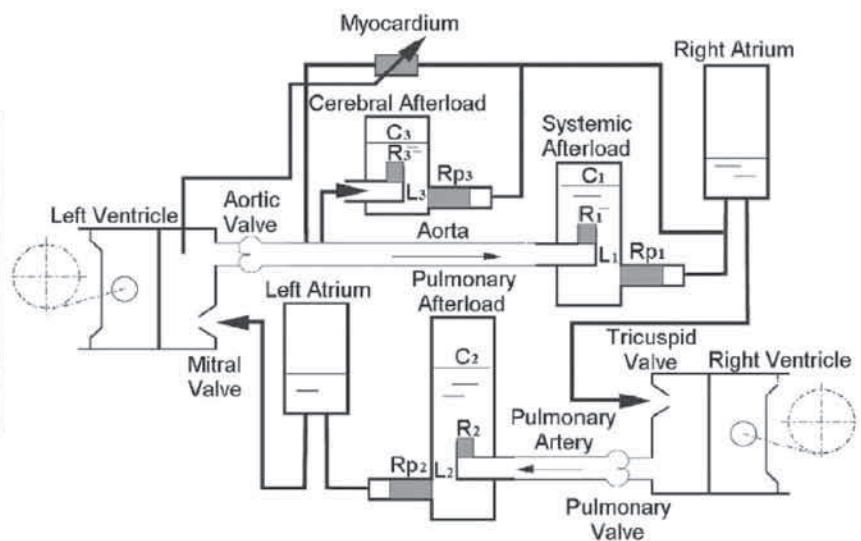 Myocardium
Right Atrium
Cerebral Afterload
C3
R3
L3
Rp3
Systemic
Afterload
C1
R1
L1
Rp1
Left Ventricle
Aortic
Valve
Aorta
Left Atrium
Pulmonary
Afterload
C2
R2
L2
Rp2
Mitral
Valve
Tricuspid
Valve
Right Ventricle
Pulmonary
Artery
Pulmonary
Valve